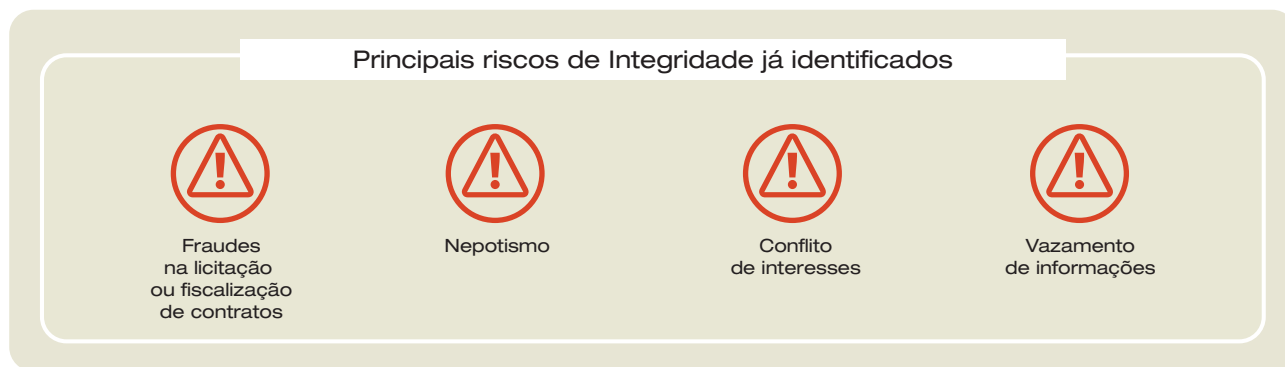 Principais riscos de Integridade já identificados
Fraudes
na licitação
ou fiscalização
de contratos
Nepotismo
Conflito
de interesses
Vazamento
de informações